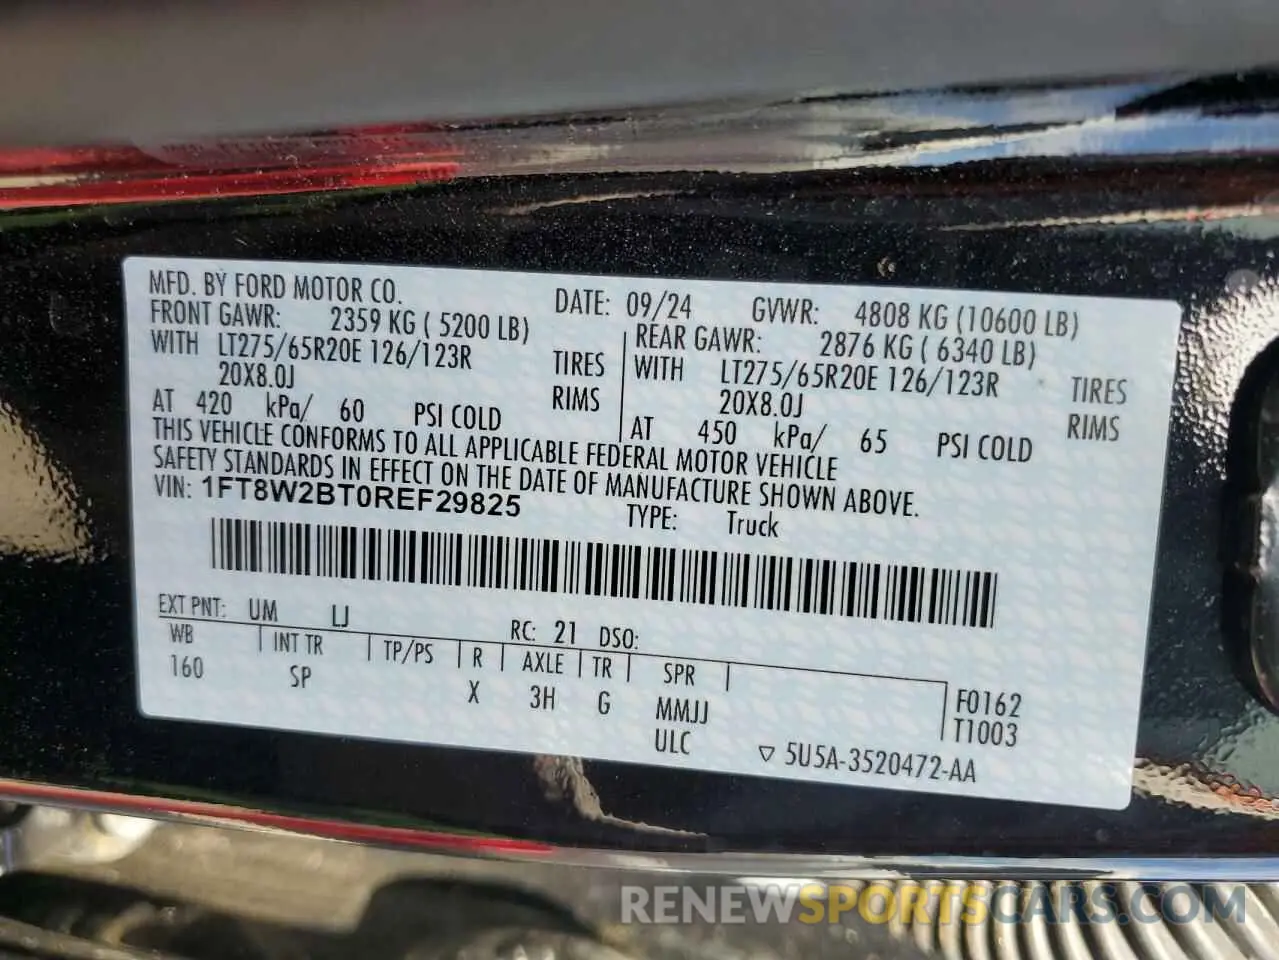 MFD. BY FORD MOTOR CO.
DATE: 09/24 GVWR: 4808 KG (10600 LB)
FRONT GAWR: 2359 KG ( 5200 LB)
REAR GAWR: 2876 KG ( 6340 LB)
WITH LT275/65R20E 126/123R TIRES
WITH LT275/65R20E 126/123R TIRES
20X8.0J RIMS
20X8.0J RIMS
AT 420 kPa/ 60 PSI COLD
AT 450 kPa/ 65 PSI COLD
THIS VEHICLE CONFORMS TO ALL APPLICABLE FEDERAL MOTOR VEHICLE
SAFETY STANDARDS IN EFFECT ON THE DATE OF MANUFACTURE SHOWN ABOVE.
VIN: 1FT8W2BT0REF29825
TYPE: Truck
EXT PNT: UM LJ RC: 21 DSO:
WB INT TR TP/PS R AXLE TR SPR
160 SP X 3H G MMJJ
ULC
F0162
T1003
▽ 5U5A-3520472-AA
RENEWSPORTSCARS.COM